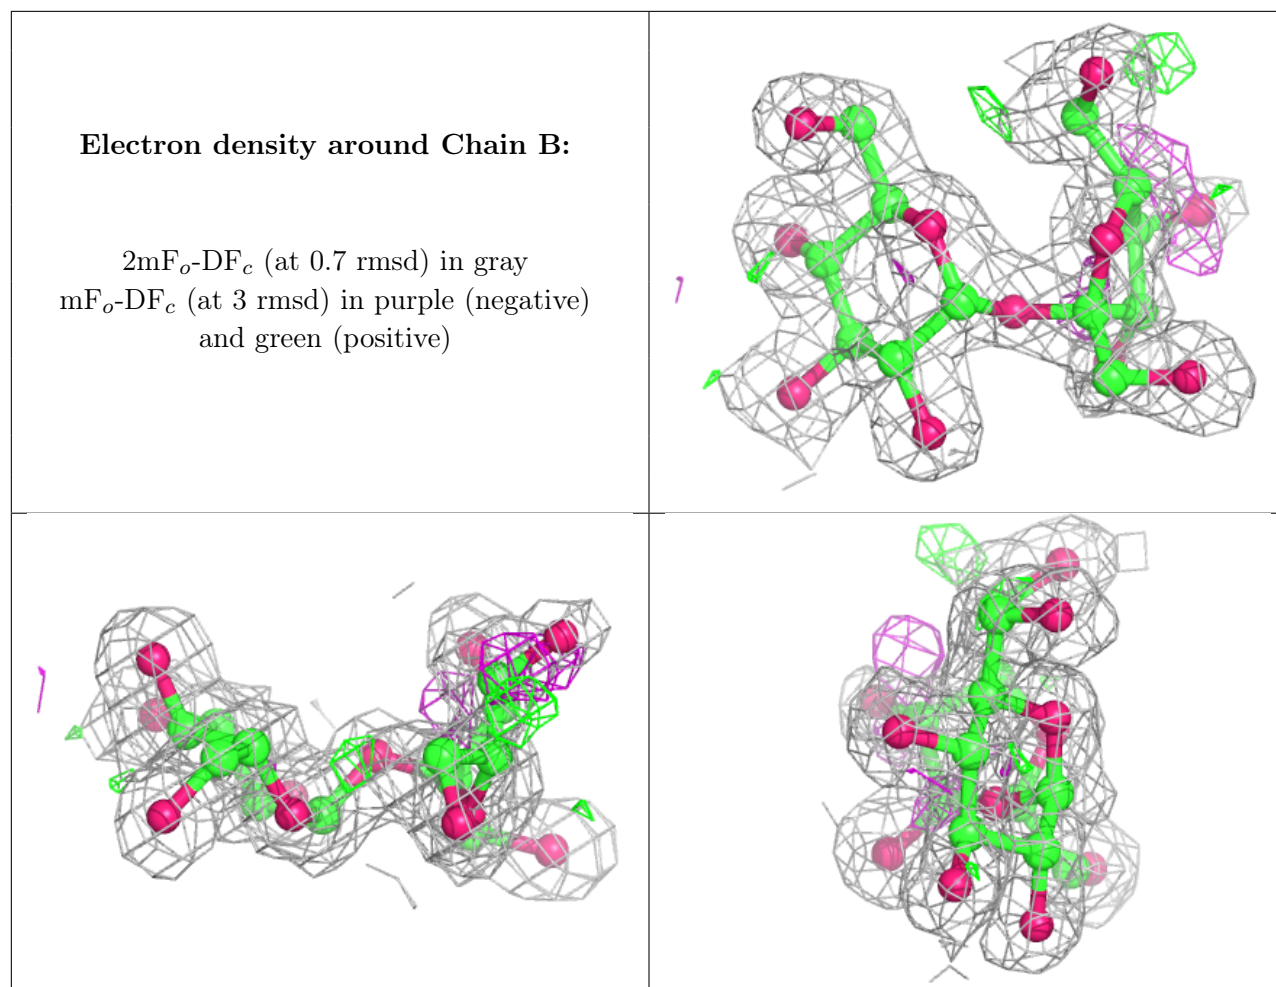 Electron density around Chain B:
2mFₒ-DF𝒸 (at 0.7 rmsd) in gray
mFₒ-DF𝒸 (at 3 rmsd) in purple (negative)
and green (positive)